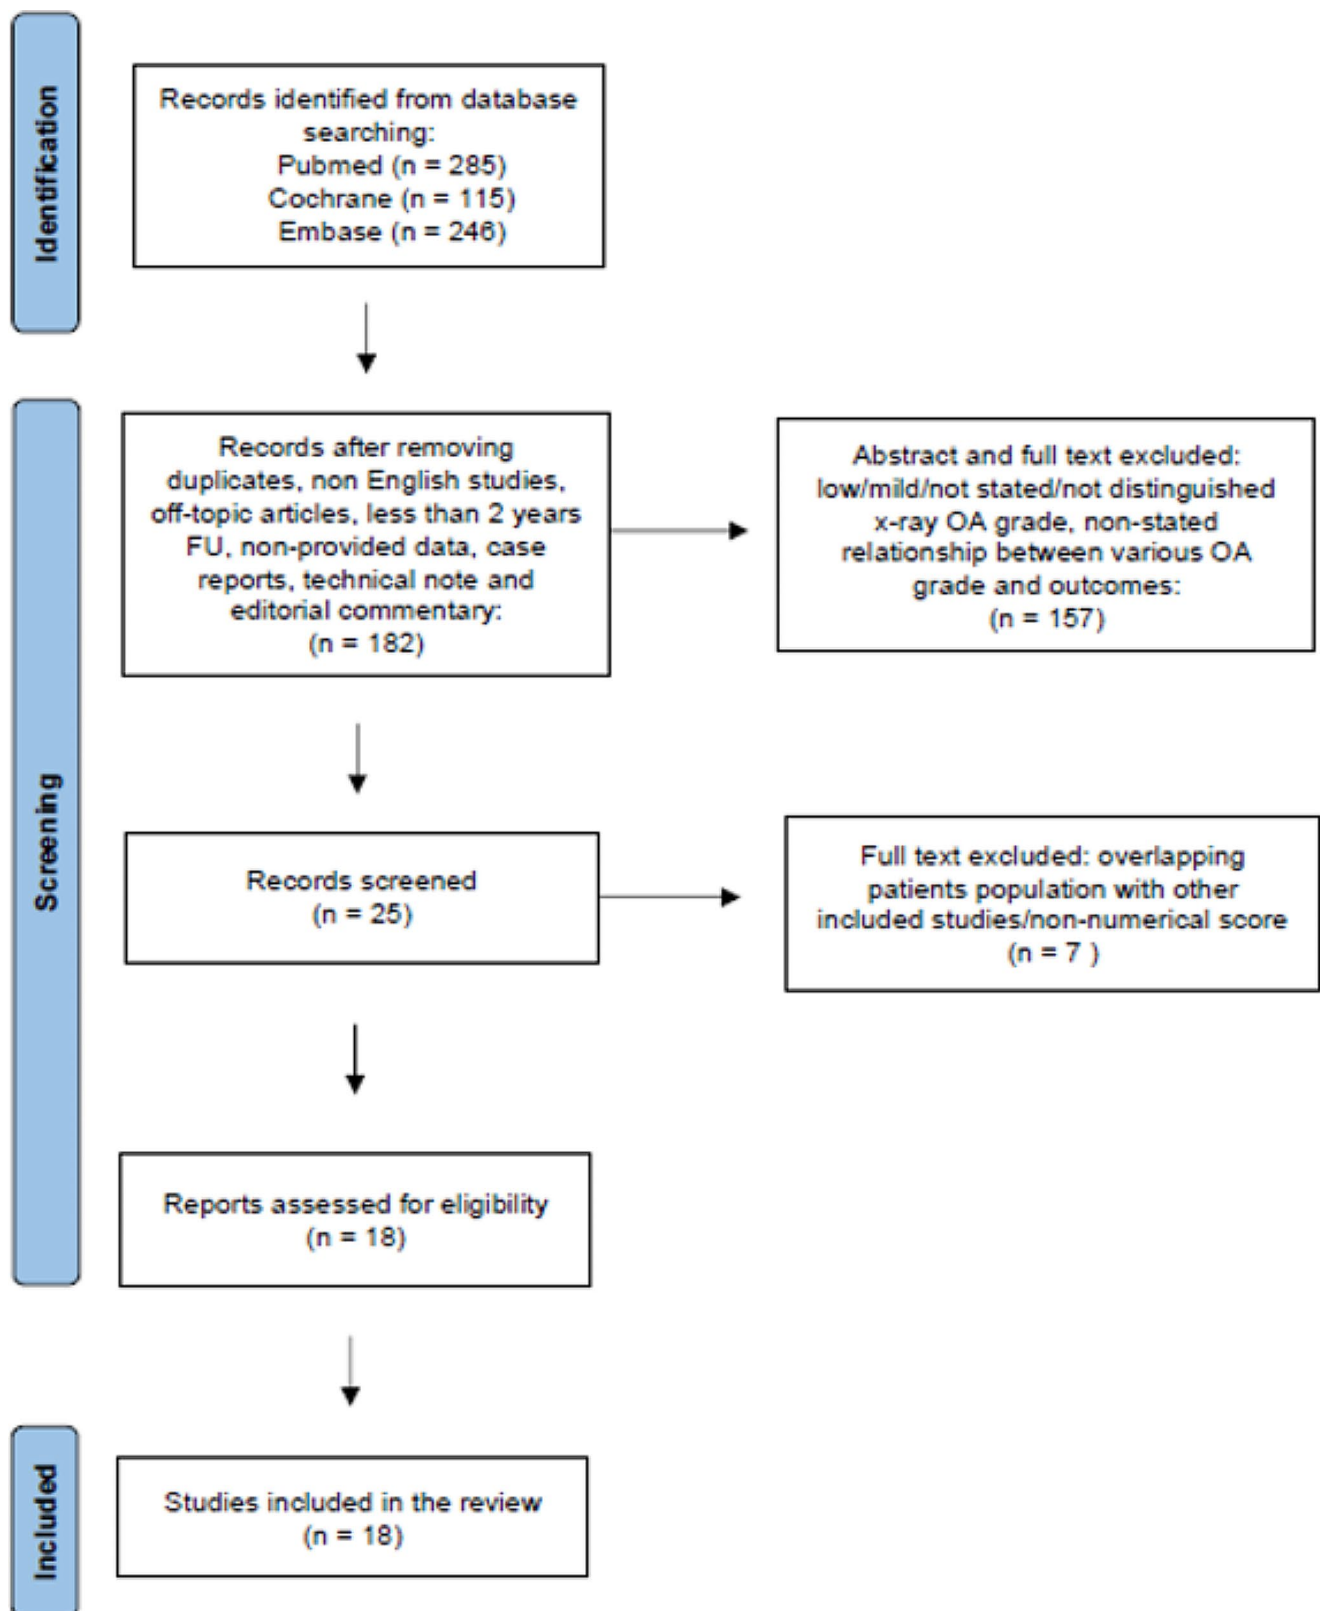 Identification
Records identified from database
searching:
Pubmed (n = 285)
Cochrane (n = 115)
Embase (n = 246)
Screening
Records after removing
duplicates, non English studies,
off-topic articles, less than 2 years
FU, non-provided data, case
reports, technical note and
editorial commentary:
(n = 182)
Abstract and full text excluded:
low/mild/not stated/not distinguished
x-ray OA grade, non-stated
relationship between various OA
grade and outcomes:
(n = 157)
Records screened
(n = 25)
Full text excluded: overlapping
patients population with other
included studies/non-numerical score
(n = 7 )
Reports assessed for eligibility
(n = 18)
Included
Studies included in the review
(n = 18)